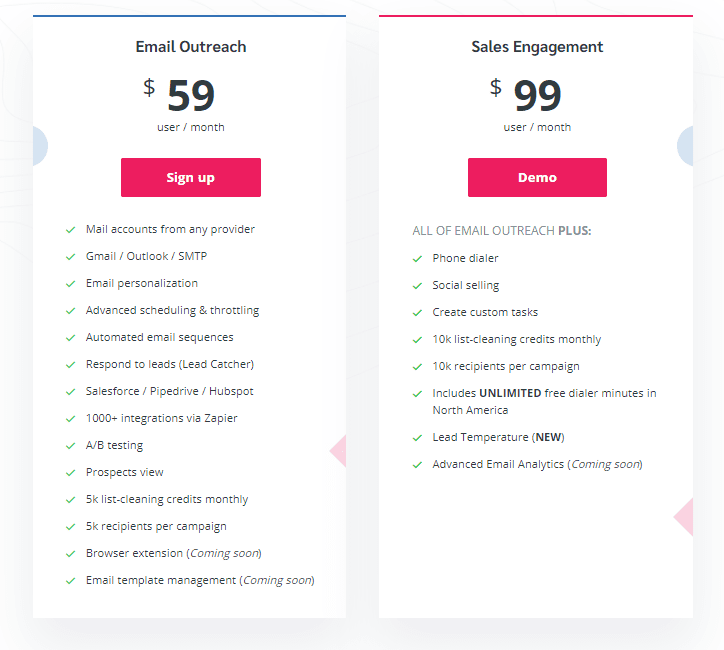 Email Outreach
$ 59
user / month
Sign up
Mail accounts from any provider
Gmail / Outlook / SMTP
Email personalization
Advanced scheduling & throttling
Automated email sequences
Respond to leads (Lead Catcher)
Salesforce / Pipedrive / Hubspot
1000+ integrations via Zapier
A/B testing
Prospects view
5k list-cleaning credits monthly
5k recipients per campaign
Browser extension (Coming soon)
Email template management (Coming soon)
Sales Engagement
$ 99
user / month
Demo
ALL OF EMAIL OUTREACH PLUS:
Phone dialer
Social selling
Create custom tasks
10k list-cleaning credits monthly
10k recipients per campaign
Includes UNLIMITED free dialer minutes in
North America
Lead Temperature (NEW)
Advanced Email Analytics (Coming soon)